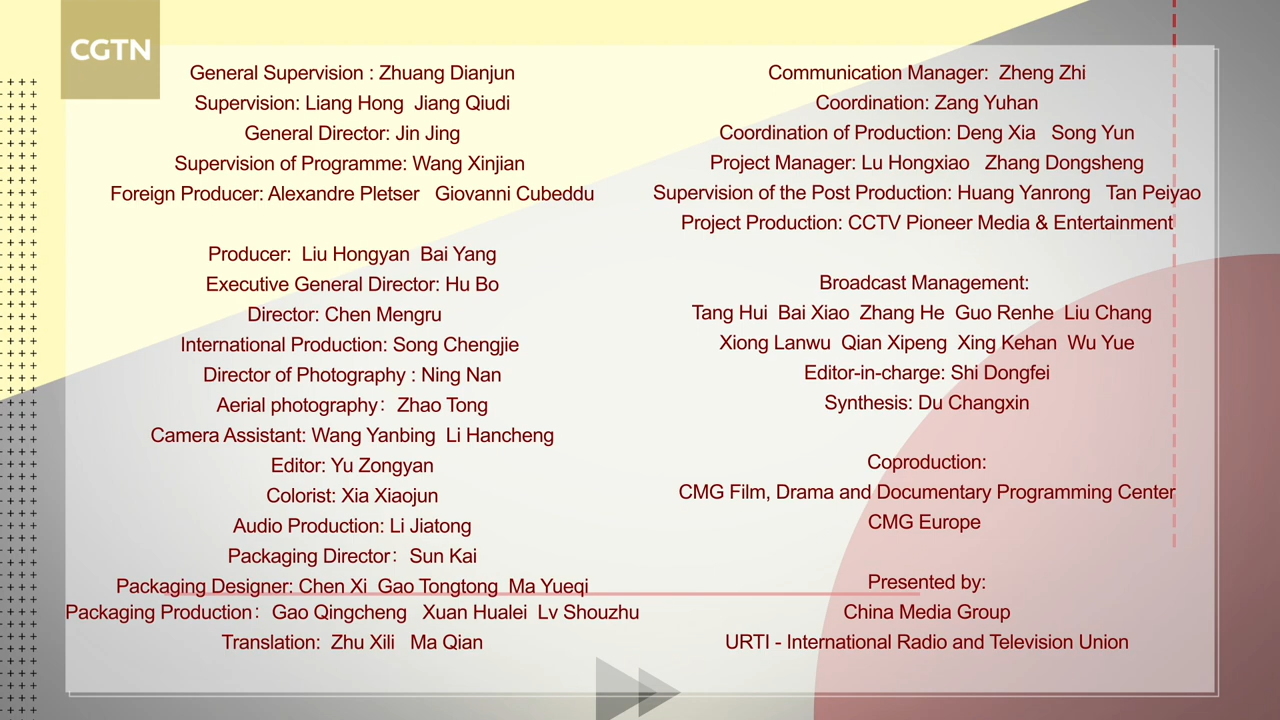 CGTN
General Supervision : Zhuang Dianjun
Supervision: Liang Hong  Jiang Qiudi
General Director: Jin Jing
Supervision of Programme: Wang Xinjian
Foreign Producer: Alexandre Pletser  Giovanni Cubeddu
Producer:  Liu Hongyan  Bai Yang
Executive General Director: Hu Bo
Director: Chen Mengru
International Production: Song Chengjie
Director of Photography : Ning Nan
Aerial photography：Zhao Tong
Camera Assistant: Wang Yanbing  Li Hancheng
Editor: Yu Zongyan
Colorist: Xia Xiaojun
Audio Production: Li Jiatong
Packaging Director：Sun Kai
Packaging Designer: Chen Xi  Gao Tongtong  Ma Yueqi
Packaging Production：Gao Qingcheng  Xuan Hualei  Lv Shouzhu
Translation:  Zhu Xili  Ma Qian
Communication Manager:  Zheng Zhi
Coordination: Zang Yuhan
Coordination of Production: Deng Xia  Song Yun
Project Manager: Lu Hongxiao  Zhang Dongsheng
Supervision of the Post Production: Huang Yanrong  Tan Peiyao
Project Production: CCTV Pioneer Media & Entertainment
Broadcast Management:
Tang Hui  Bai Xiao  Zhang He  Guo Renhe  Liu Chang
Xiong Lanwu  Qian Xipeng  Xing Kehan  Wu Yue
Editor-in-charge: Shi Dongfei
Synthesis: Du Changxin
Coproduction:
CMG Film, Drama and Documentary Programming Center
CMG Europe
Presented by:
China Media Group
URTI - International Radio and Television Union